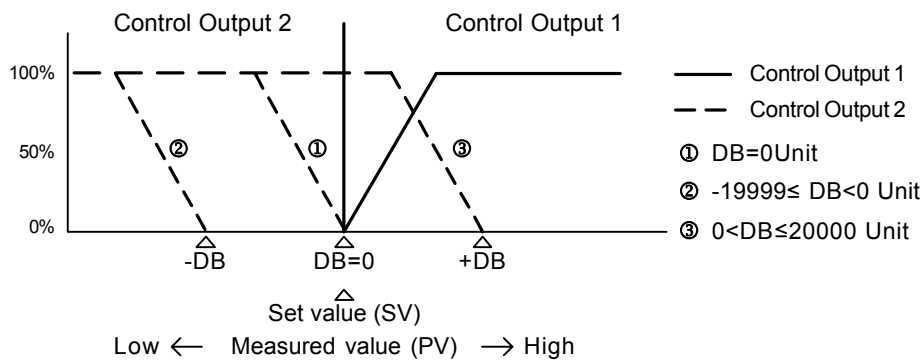 Control Output 2
Control Output 1
100%
50%
0%
②
①
③
-DB
DB=0
+DB
Set value (SV)
Low ← Measured value (PV) → High
Control Output 1
Control Output 2
① DB=0Unit
② -19999≤ DB<0 Unit
③ 0<DB≤20000 Unit